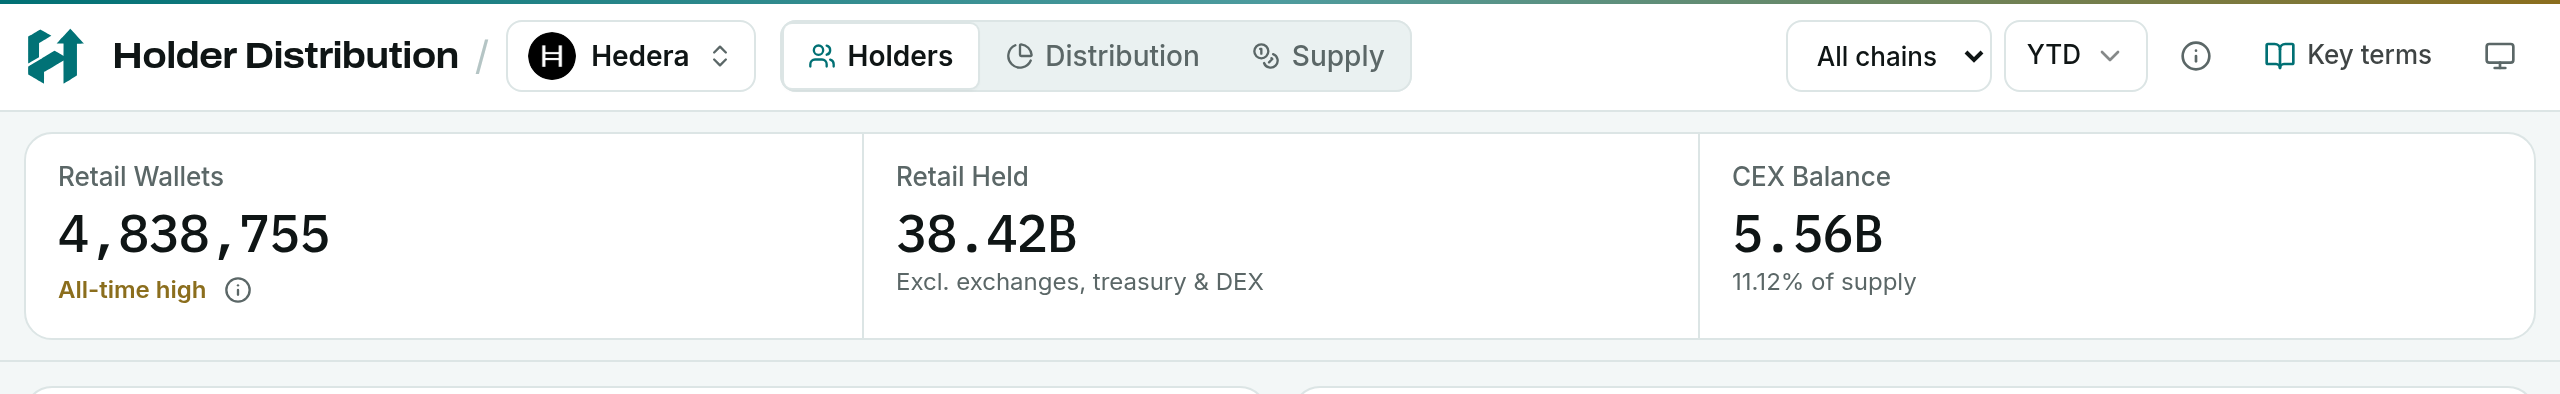 Holder Distribution / Hedera Holders Distribution Supply All chains YTD Key terms
Retail Wallets
4,838,755
All-time high
Retail Held
38.42B
Excl. exchanges, treasury & DEX
CEX Balance
5.56B
11.12% of supply